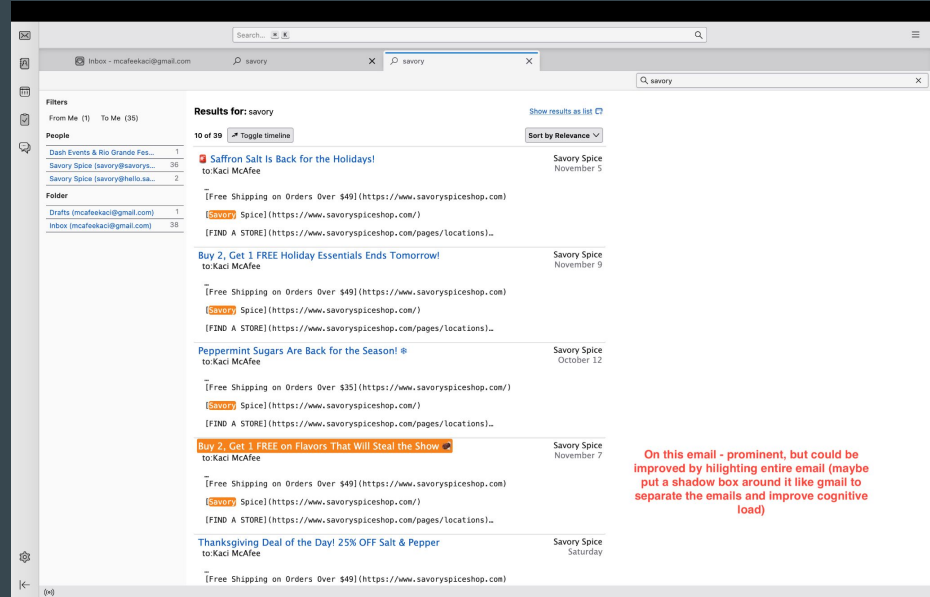 Search... ⌘ K
Inbox - mcafeekaci@gmail.com
savory
savory
savory
Filters
From Me (1) To Me (35)
People
Dash Events & Rio Grande Fes... 1
Savory Spice (savory@savorys... 36
Savory Spice (savory@hello.sa... 2
Folder
Drafts (mcafeekaci@gmail.com) 1
Inbox (mcafeekaci@gmail.com) 38
Results for: savory
Show results as list
10 of 39 Toggle timeline
Sort by Relevance
🚨 Saffron Salt Is Back for the Holidays!
Savory Spice
to:Kaci McAfee
November 5
…
[Free Shipping on Orders Over $49](https://www.savoryspiceshop.com)
[Savory Spice](https://www.savoryspiceshop.com/)
[FIND A STORE](https://www.savoryspiceshop.com/pages/locations)…
Buy 2, Get 1 FREE Holiday Essentials Ends Tomorrow!
Savory Spice
to:Kaci McAfee
November 9
…
[Free Shipping on Orders Over $49](https://www.savoryspiceshop.com)
[Savory Spice](https://www.savoryspiceshop.com/)
[FIND A STORE](https://www.savoryspiceshop.com/pages/locations)…
Peppermint Sugars Are Back for the Season! ❄
Savory Spice
to:Kaci McAfee
October 12
…
[Free Shipping on Orders Over $35](https://www.savoryspiceshop.com/)
[Savory Spice](https://www.savoryspiceshop.com/)
[FIND A STORE](https://www.savoryspiceshop.com/pages/locations)…
Buy 2, Get 1 FREE on Flavors That Will Steal the Show
Savory Spice
to:Kaci McAfee
November 7
…
[Free Shipping on Orders Over $49](https://www.savoryspiceshop.com)
[Savory Spice](https://www.savoryspiceshop.com/)
[FIND A STORE](https://www.savoryspiceshop.com/pages/locations)…
Thanksgiving Deal of the Day! 25% OFF Salt & Pepper
Savory Spice
to:Kaci McAfee
Saturday
…
[Free Shipping on Orders Over $49](https://www.savoryspiceshop.com)
On this email - prominent, but could be
improved by hilighting entire email (maybe
put a shadow box around it like gmail to
separate the emails and improve cognitive
load)